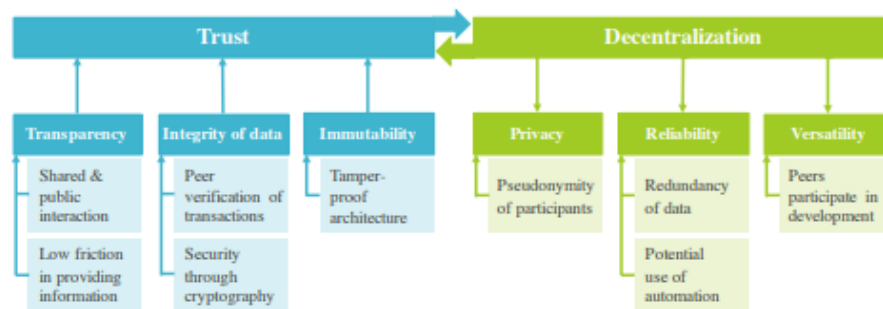 Trust
Decentralization
Transparency
Integrity of data
Immutability
Privacy
Reliability
Versatility
Shared &
public
interaction
Low friction
in providing
information
Peer
verification of
transactions
Security
through
cryptography
Tamper-
proof
architecture
Pseudonymity
of participants
Redundancy
of data
Potential
use of
automation
Peers
participate in
development